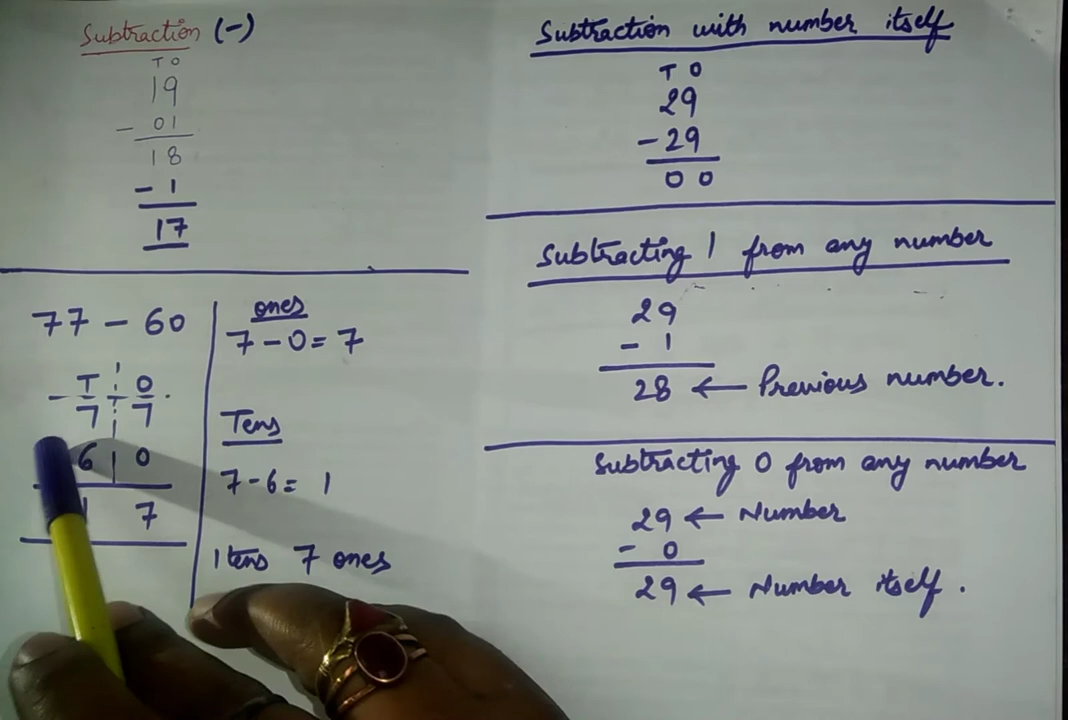 Subtraction (-)
T O
19
- 01
18
- 1
17
77 - 60
- T O
7 7
6 0
1 7
ones
7-0=7
Tens
7-6= 1
1 tens 7 ones
Subtraction with number itself
T O
29
-29
0 0
Subtracting 1 from any number
29
- 1
28 ← Previous number.
Subtracting 0 from any number
29 ← Number
- 0
29 ← Number itself.